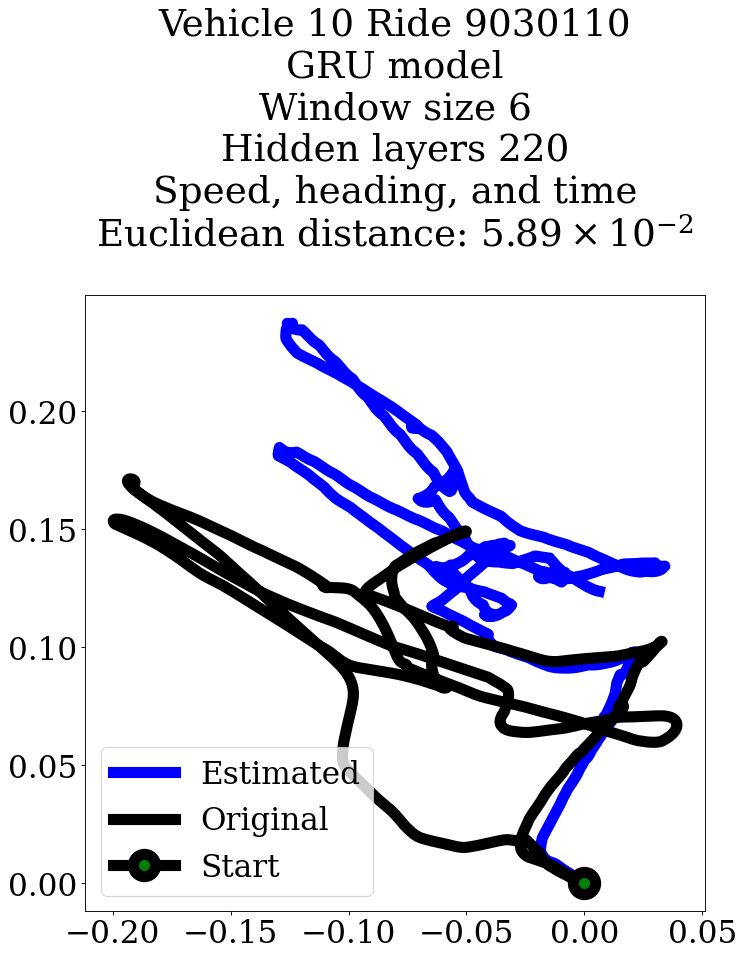 Vehicle 10 Ride 9030110
GRU model
Window size 6
Hidden layers 220
Speed, heading, and time
Euclidean distance: 5.89 × 10⁻²
0.20
0.15
0.10
0.05
0.00
Estimated
Original
Start
−0.20 −0.15 −0.10 −0.05 0.00 0.05